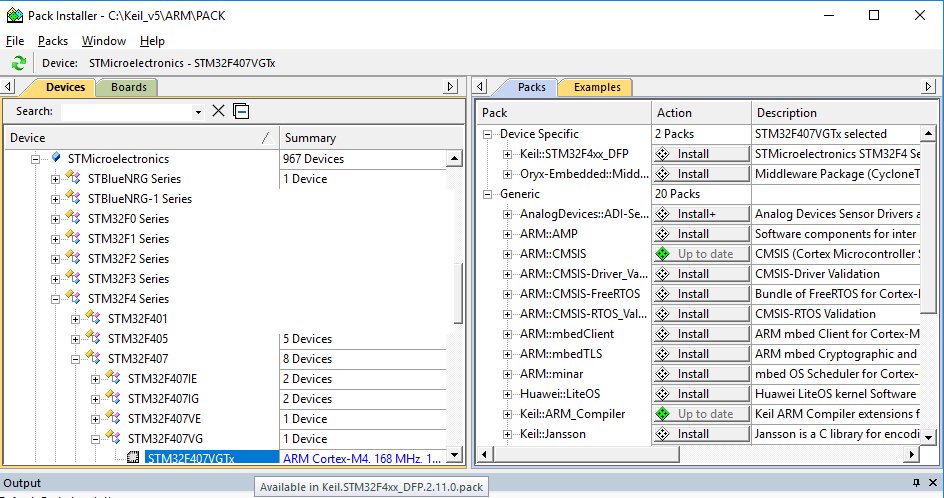 Pack Installer - C:\Keil_v5\ARM\PACK
File Packs Window Help
Device: STMicroelectronics - STM32F407VGTx
Devices Boards
Search:
Device Summary
STMicroelectronics 967 Devices
STBlueNRG Series 1 Device
STBlueNRG-1 Series
STM32F0 Series
STM32F1 Series
STM32F2 Series
STM32F3 Series
STM32F4 Series
STM32F401
STM32F405 5 Devices
STM32F407 8 Devices
STM32F407IE 2 Devices
STM32F407IG 2 Devices
STM32F407VE 1 Device
STM32F407VG 1 Device
STM32F407VGTx ARM Cortex-M4, 168 MHz, 1...
Packs Examples
Pack Action Description
Device Specific 2 Packs STM32F407VGTx selected
Keil::STM32F4xx_DFP Install STMicroelectronics STM32F4 Se
Oryx-Embedded::Midd... Install Middleware Package (CycloneT
Generic 20 Packs
AnalogDevices::ADI-Se... Install+ Analog Devices Sensor Drivers a
ARM::AMP Install Software components for inter
ARM::CMSIS Up to date CMSIS (Cortex Microcontroller S
ARM::CMSIS-Driver_Va... Install CMSIS-Driver Validation
ARM::CMSIS-FreeRTOS Install Bundle of FreeRTOS for Cortex-
ARM::CMSIS-RTOS_Val... Install CMSIS-RTOS Validation
ARM::mbedClient Install ARM mbed Client for Cortex-M
ARM::mbedTLS Install ARM mbed Cryptographic and
ARM::minar Install mbed OS Scheduler for Cortex-
Huawei::LiteOS Install Huawei LiteOS kernel Software
Keil::ARM_Compiler Up to date Keil ARM Compiler extensions f
Keil::Jansson Install Jansson is a C library for encodi
Output
Available in Keil.STM32F4xx_DFP.2.11.0.pack